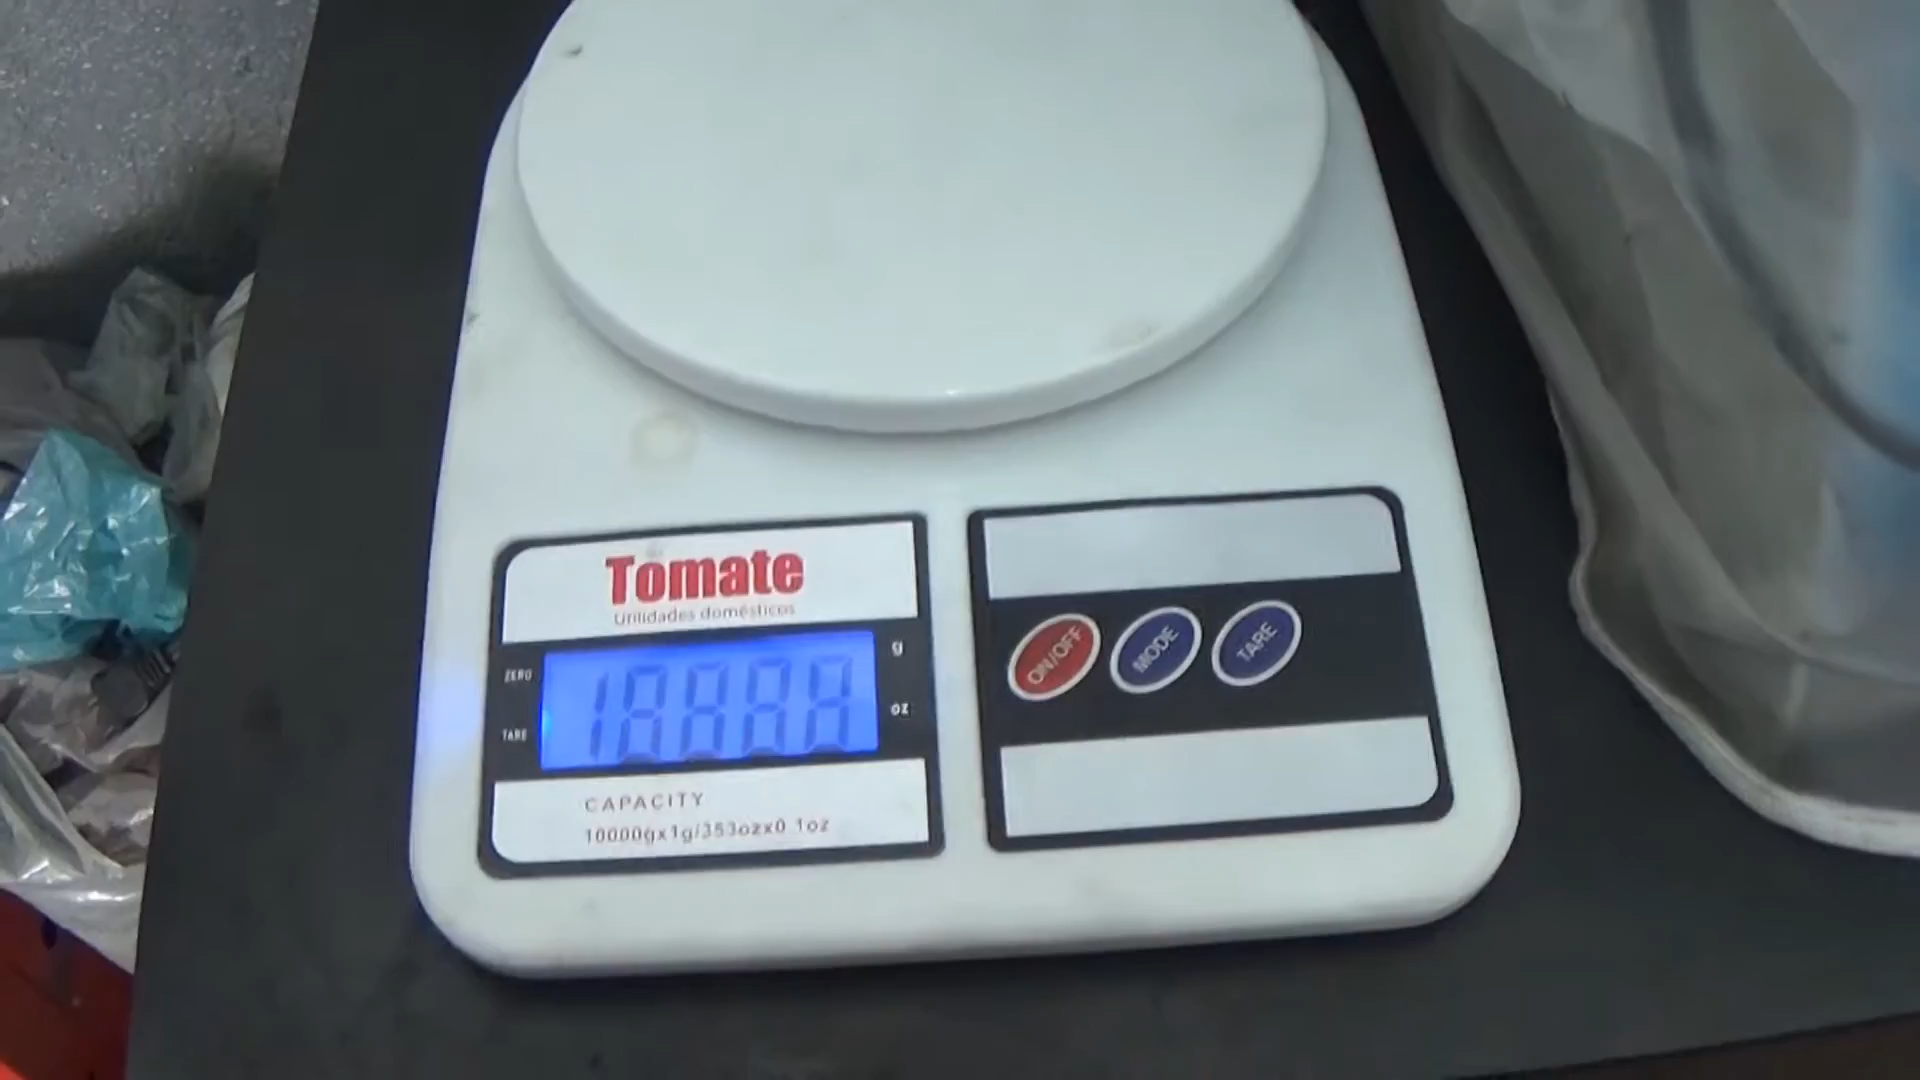 Tomate
Utilidades domésticos
ZERO
g
18888
TARE
oz
CAPACITY
10000gx1g/353ozx0.1oz
ON/OFF
MODE
TARE